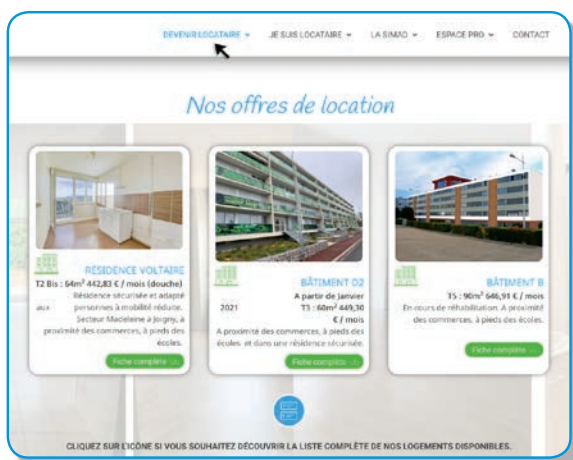 DEVENIR LOCATAIRE
JE SUIS LOCATAIRE
LA SIMAD
ESPACE PRO
CONTACT
Nos offres de location
RÉSIDENCE VOLTAIRE
T2 Bis : 64m² 442,83 € / mois (douche)
Résidence sécurisée et adapté
aux personnes à mobilité réduite.
Secteur Madeleine à Joigny, à
proximité des commerces, à pieds des
écoles.
Fiche complète
BÂTIMENT D2
A partir de Janvier
2021 T3 : 60m² 449,30
€ / mois
A proximité des commerces, à pieds des
écoles et dans une résidence sécurisée.
Fiche complète
BÂTIMENT B
T5 : 90m² 646,91 € / mois
En cours de réhabilitation. A proximité
des commerces, à pieds des écoles.
Fiche complète
CLIQUEZ SUR L'ICÔNE SI VOUS SOUHAITEZ DÉCOUVRIR LA LISTE COMPLÈTE DE NOS LOGEMENTS DISPONIBLES.